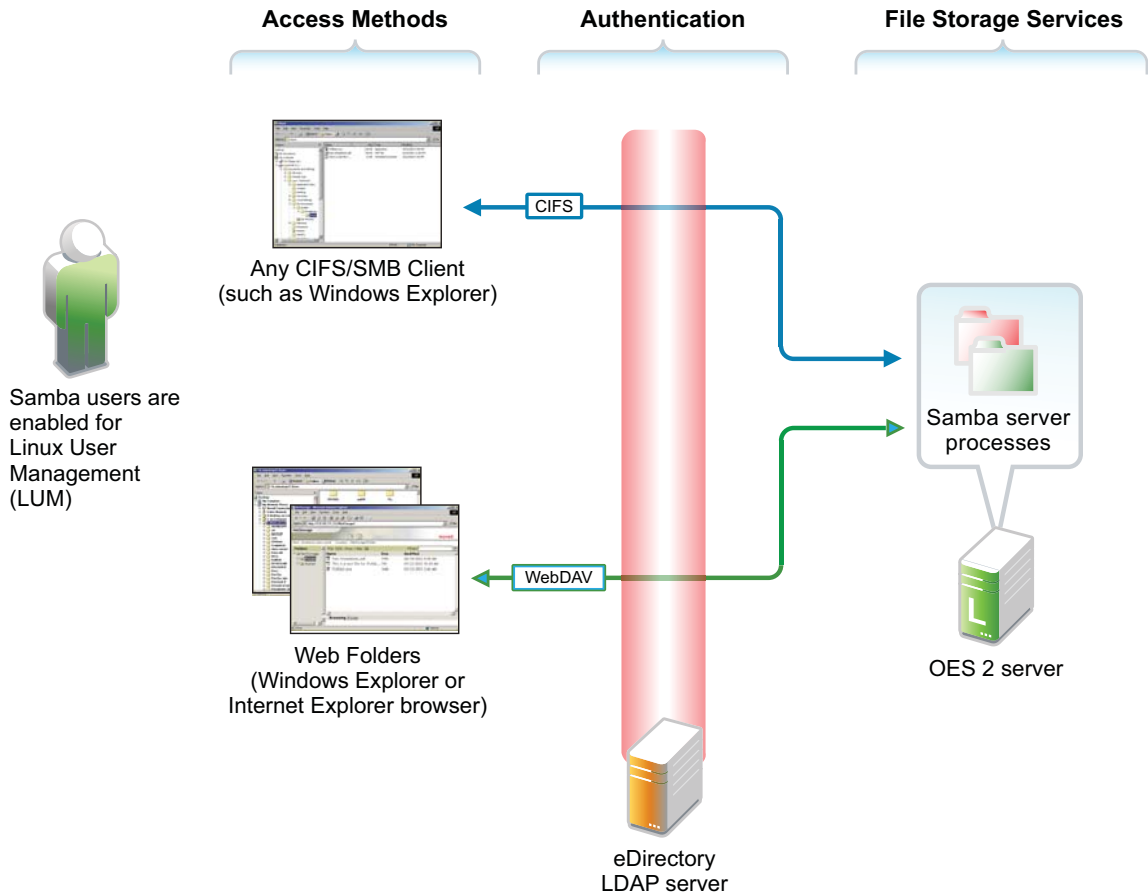 Access Methods
Authentication
File Storage Services
CIFS
Any CIFS/SMB Client
(such as Windows Explorer)
Samba users are
enabled for
Linux User
Management
(LUM)
Samba server
processes
WebDAV
L
OES 2 server
Web Folders
(Windows Explorer or
Internet Explorer browser)
eDirectory
LDAP server